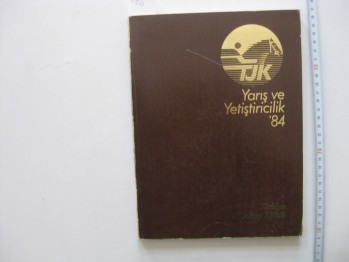 TJK
Yarış ve
Yetiştiricilik
'84